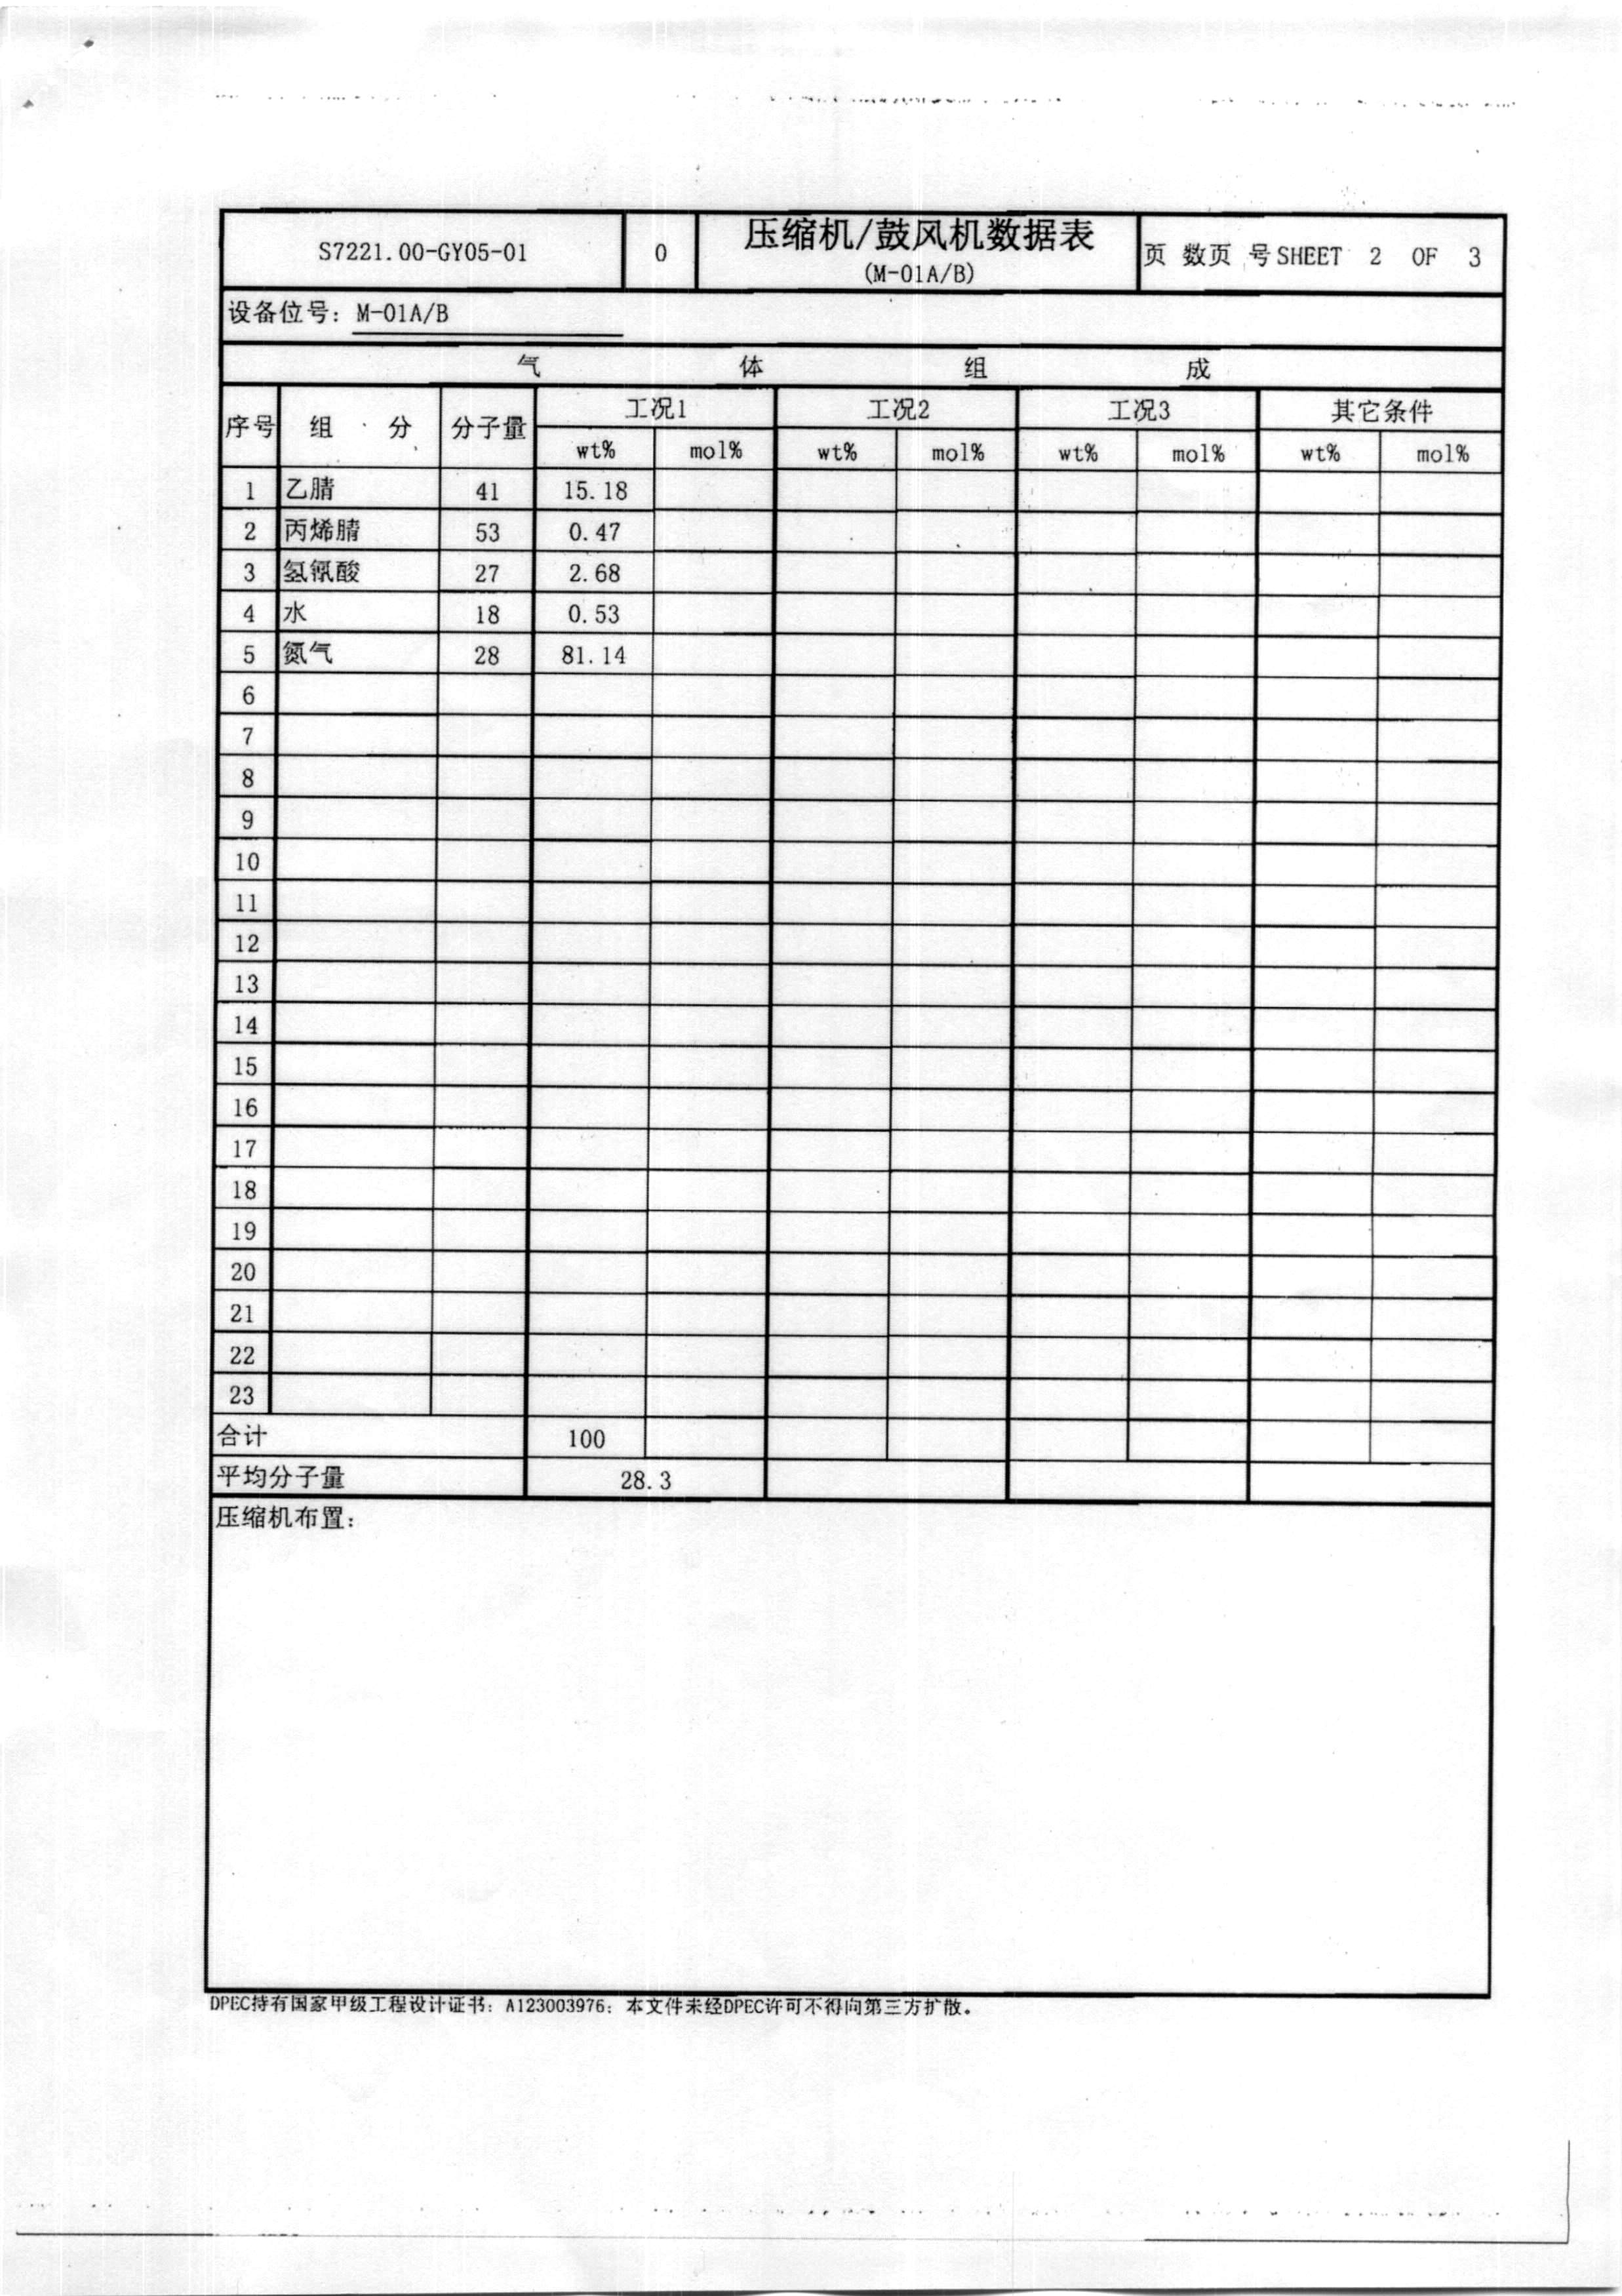 S7221.00-GY05-01 0 压缩机/鼓风机数据表 页 数页 号SHEET 2 OF 3
(M-01A/B)
设备位号: M-01A/B
气 体 组 成
序号 组 分 分子量 工况1 工况2 工况3 其它条件
wt% mol% wt% mol% wt% mol% wt% mol%
1 乙腈 41 15.18
2 丙烯腈 53 0.47
3 氢氰酸 27 2.68
4 水 18 0.53
5 氮气 28 81.14
6
7
8
9
10
11
12
13
14
15
16
17
18
19
20
21
22
23
合计 100
平均分子量 28.3
压缩机布置:
DPEC持有国家甲级工程设计证书: A123003976; 本文件未经DPEC许可不得向第三方扩散。